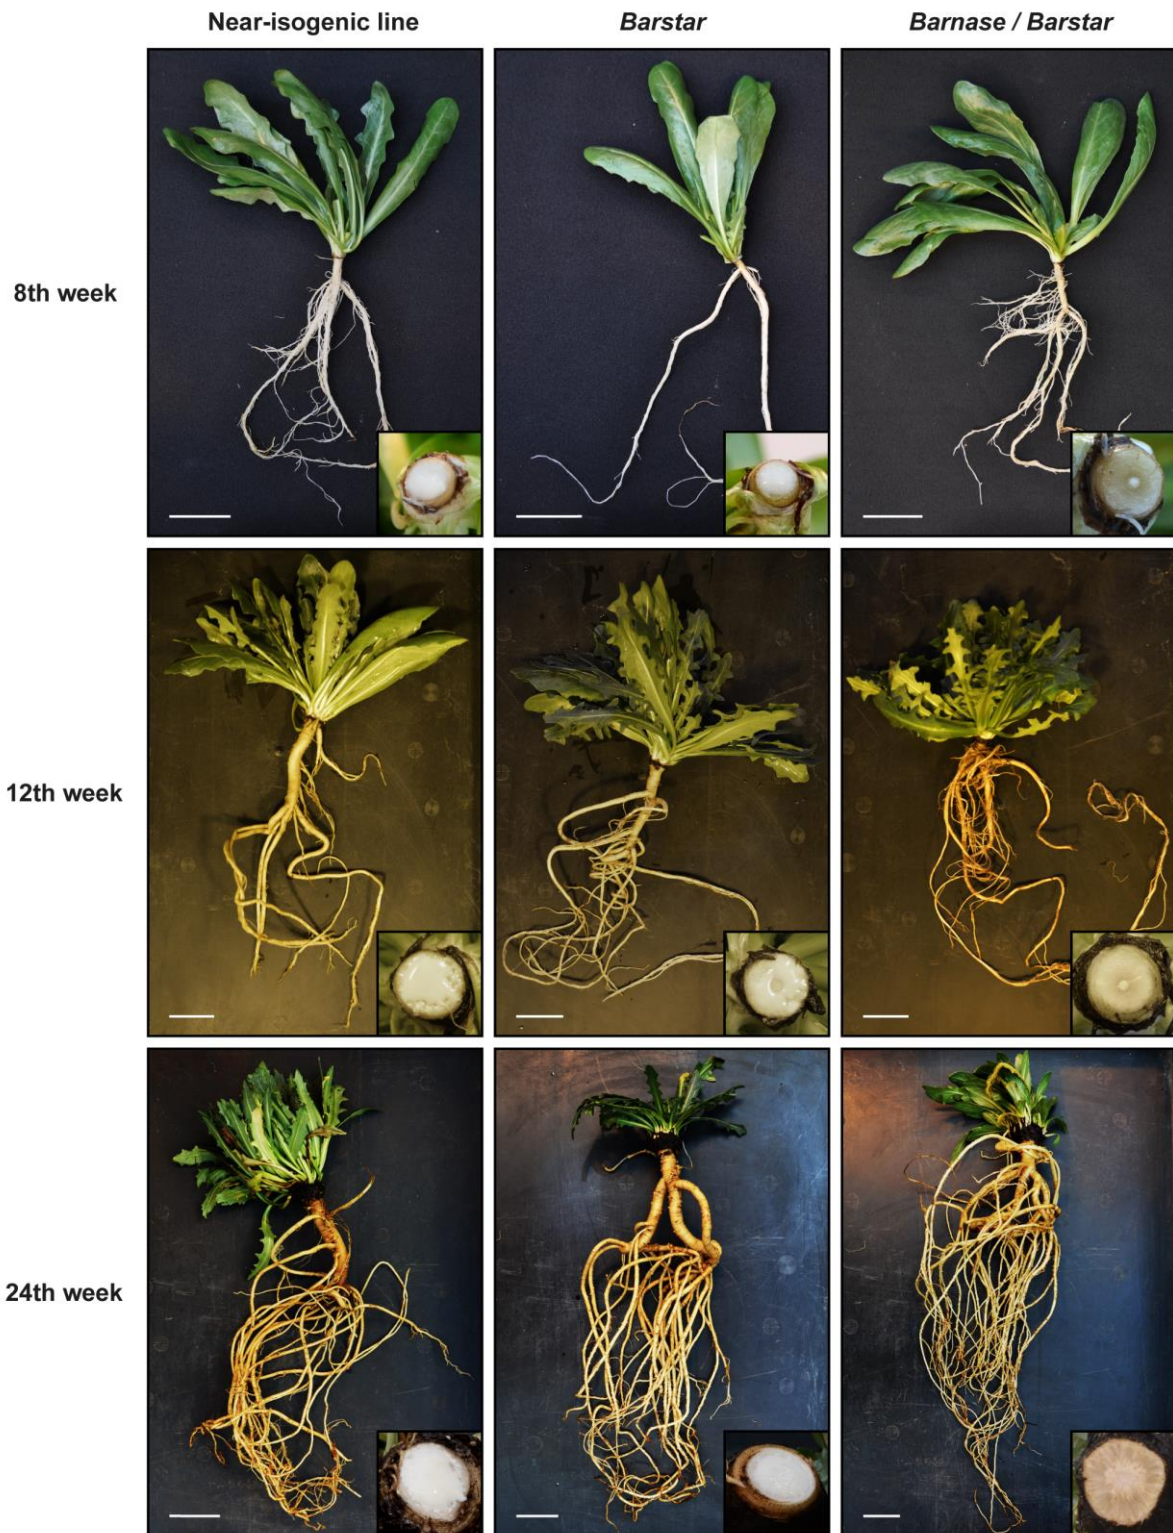 Near-isogenic line
Barstar
Barnase / Barstar
8th week
12th week
24th week